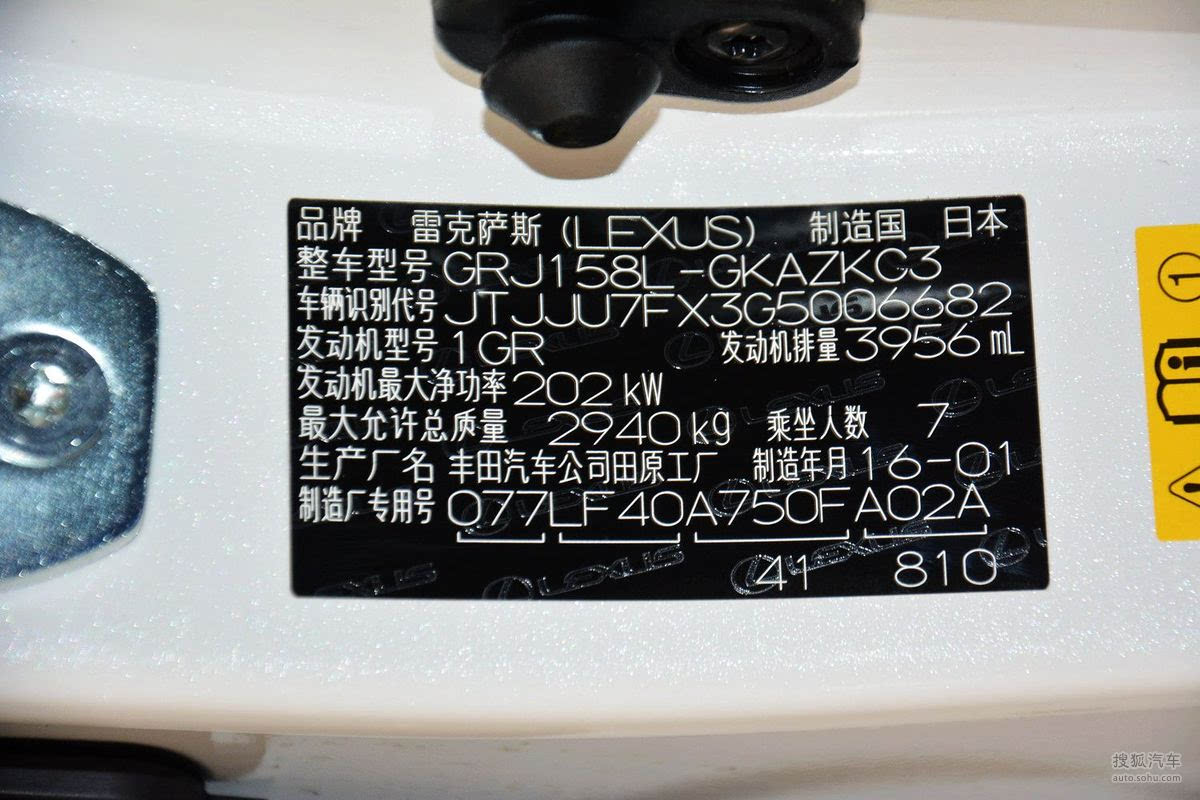 品牌 雷克萨斯(LEXUS) 制造国 日本
整车型号 GRJ158L-GKAZKC3
车辆识别代号 JTJJU7FX3G5006682
发动机型号 1GR 发动机排量 3956 mL
发动机最大净功率 202 kW
最大允许总质量 2940 kg 乘坐人数 7
生产厂名 丰田汽车公司田原工厂 制造年月 16-01
制造厂专用号 077LF40A750FA02A
41 810
LEXUS LEXUS LEXUS
1
搜狐汽车
auto.sohu.com